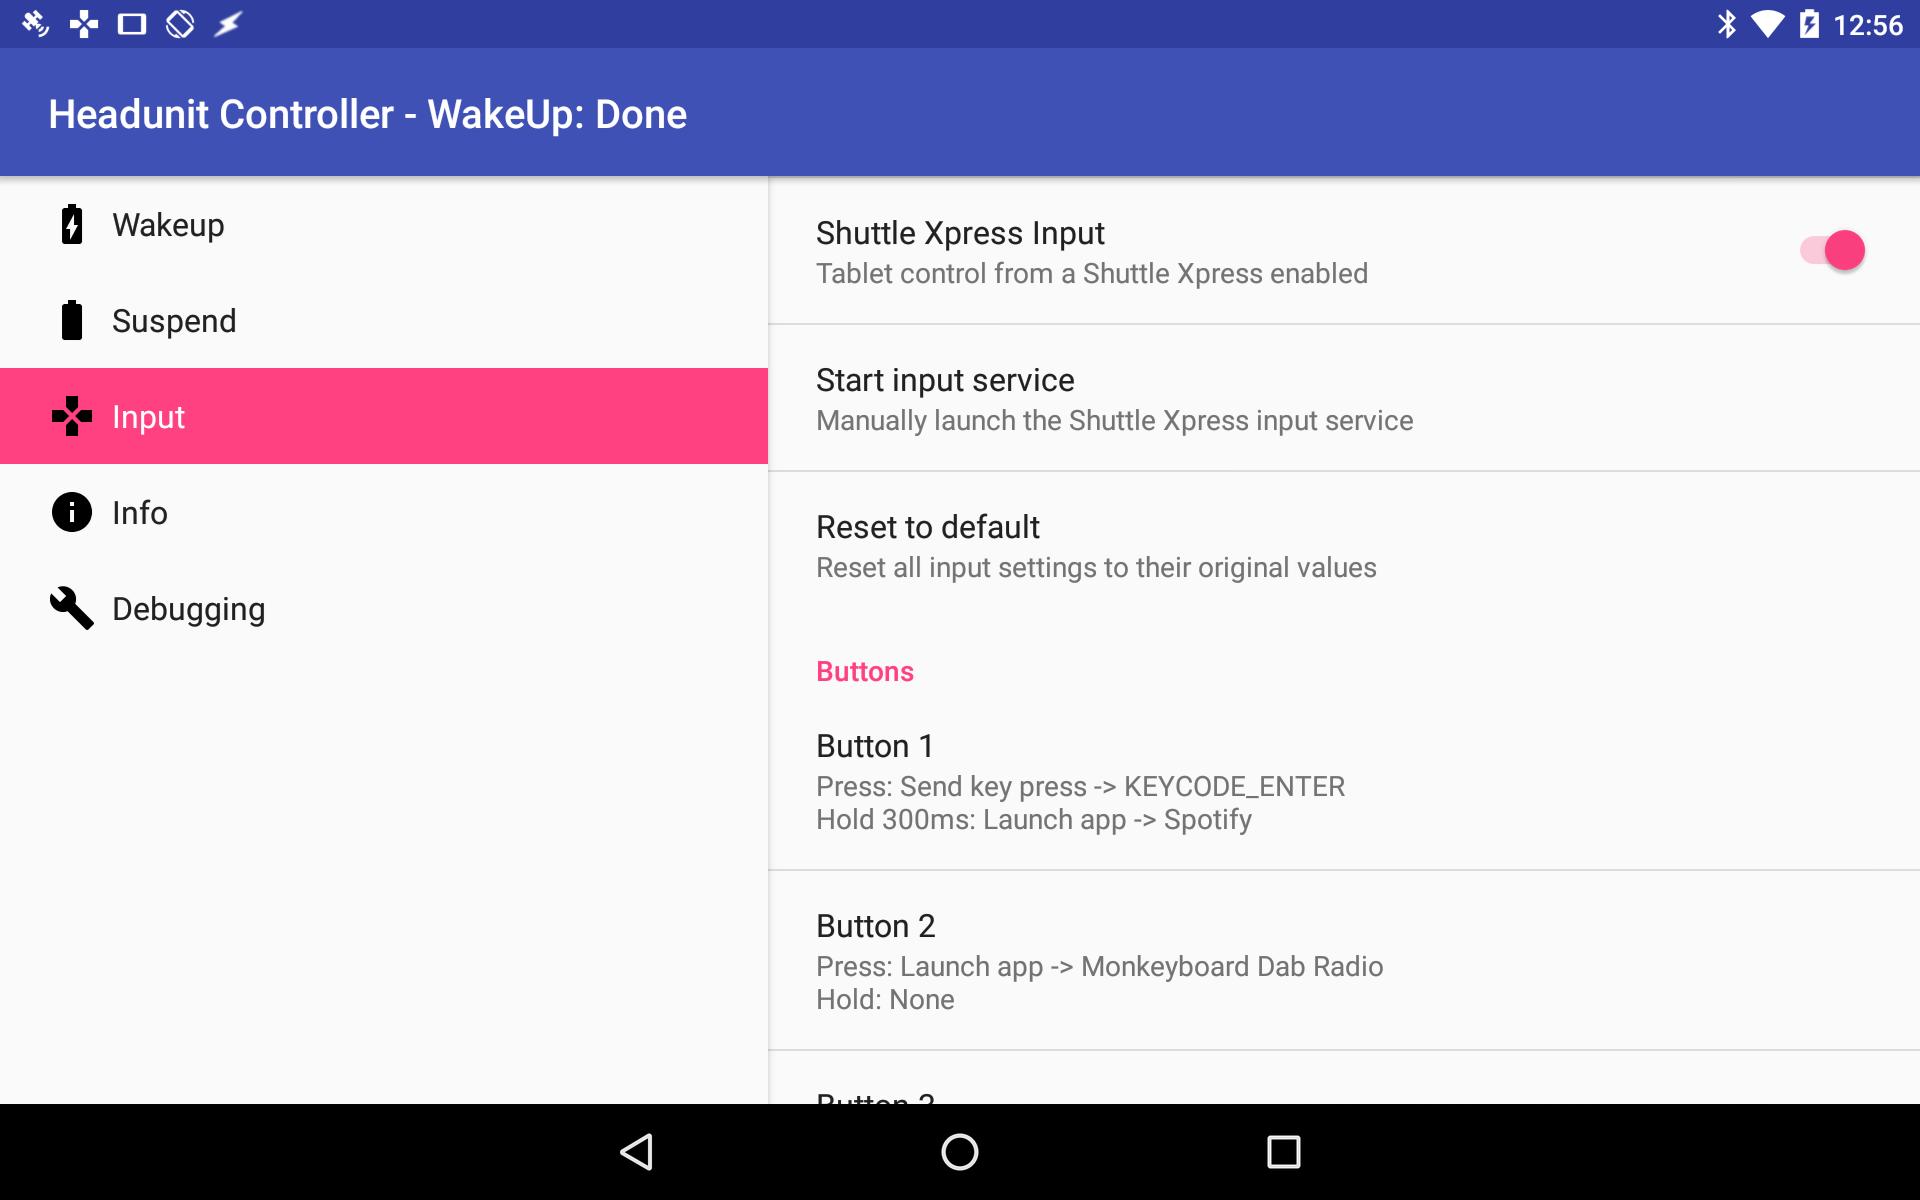 12:56
Headunit Controller - WakeUp: Done
Wakeup
Suspend
Input
Info
Debugging
Shuttle Xpress Input
Tablet control from a Shuttle Xpress enabled
Start input service
Manually launch the Shuttle Xpress input service
Reset to default
Reset all input settings to their original values
Buttons
Button 1
Press: Send key press -> KEYCODE_ENTER
Hold 300ms: Launch app -> Spotify
Button 2
Press: Launch app -> Monkeyboard Dab Radio
Hold: None
Button 3